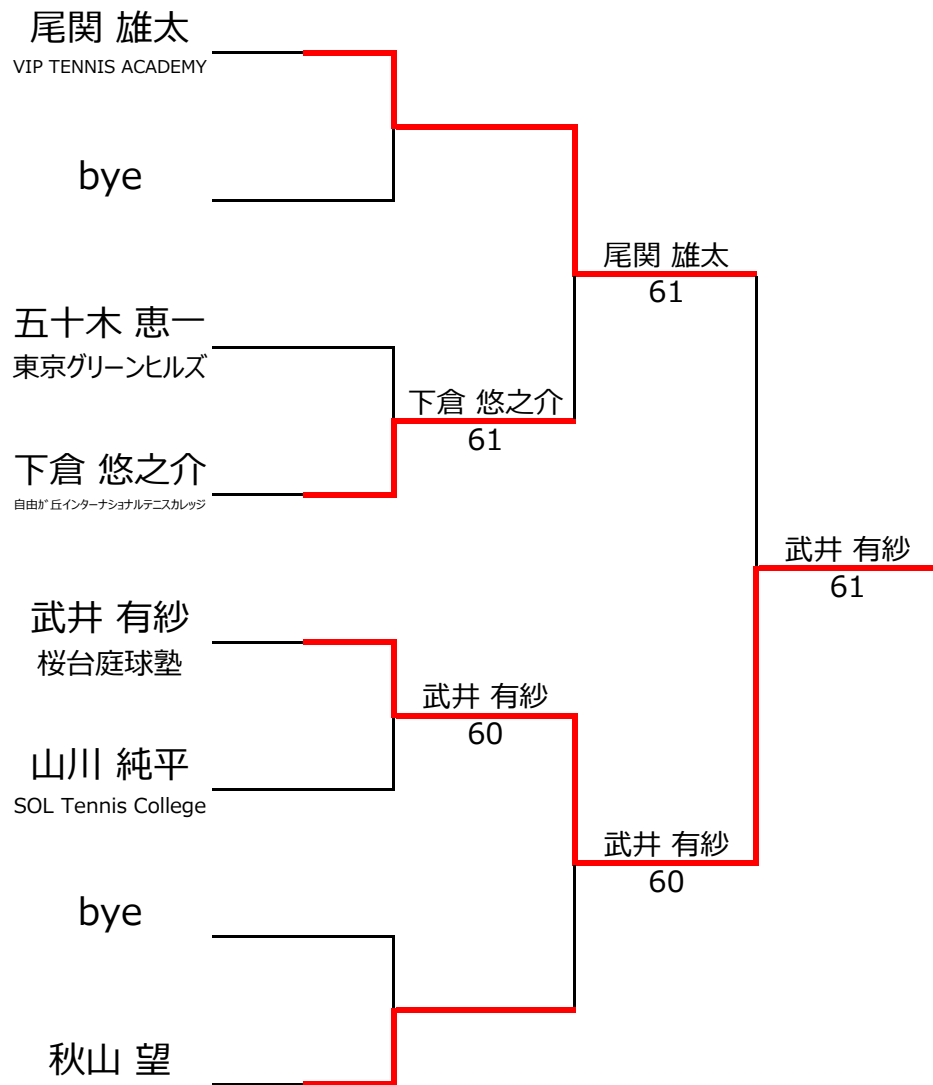 尾関 雄太
VIP TENNIS ACADEMY
bye
尾関 雄太
61
五十木 恵一
東京グリーンヒルズ
下倉 悠之介
61
下倉 悠之介
自由が丘インターナショナルテニスカレッジ
武井 有紗
61
武井 有紗
桜台庭球塾
武井 有紗
60
山川 純平
SOL Tennis College
武井 有紗
60
bye
秋山 望